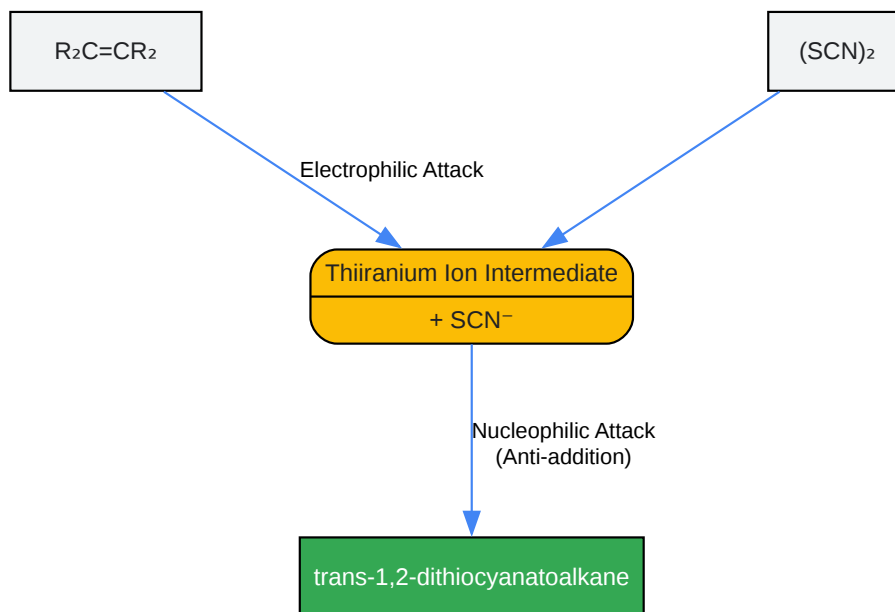 R₂C=CR₂
(SCN)₂
Electrophilic Attack
Thiiranium Ion Intermediate
+ SCN⁻
Nucleophilic Attack
(Anti-addition)
trans-1,2-dithiocyanatoalkane